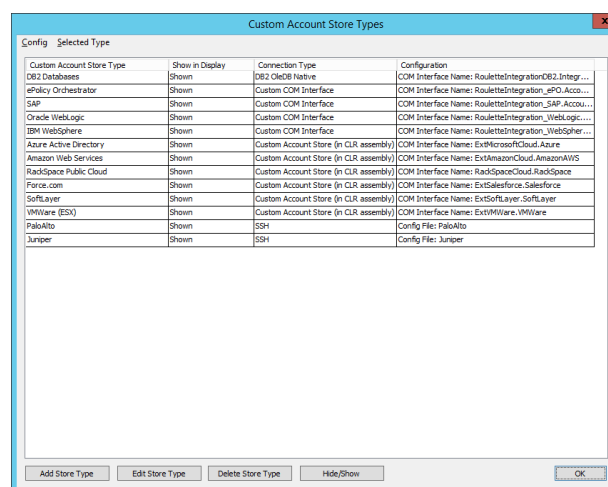 Custom Account Store Types
x
Config Selected Type
Custom Account Store Type Show in Display Connection Type Configuration
DB2 Databases Shown DB2 OleDB Native COM Interface Name: RouletteIntegrationDB2.Integr...
ePolicy Orchestrator Shown Custom COM Interface COM Interface Name: RouletteIntegration_ePO.Acco...
SAP Shown Custom COM Interface COM Interface Name: RouletteIntegration_SAP.Accou...
Oracle WebLogic Shown Custom COM Interface COM Interface Name: RouletteIntegration_WebLogic....
IBM WebSphere Shown Custom COM Interface COM Interface Name: RouletteIntegration_WebSpher...
Azure Active Directory Shown Custom Account Store (in CLR assembly) COM Interface Name: ExtMicrosoftCloud.Azure
Amazon Web Services Shown Custom Account Store (in CLR assembly) COM Interface Name: ExtAmazonCloud.AmazonAWS
RackSpace Public Cloud Shown Custom Account Store (in CLR assembly) COM Interface Name: RackSpaceCloud.RackSpace
Force.com Shown Custom Account Store (in CLR assembly) COM Interface Name: ExtSalesforce.Salesforce
SoftLayer Shown Custom Account Store (in CLR assembly) COM Interface Name: ExtSoftLayer.SoftLayer
VMWare (ESX) Shown Custom Account Store (in CLR assembly) COM Interface Name: ExtVMWare.VMWare
PaloAlto Shown SSH Config File: PaloAlto
Juniper Shown SSH Config File: Juniper
Add Store Type Edit Store Type Delete Store Type Hide/Show OK